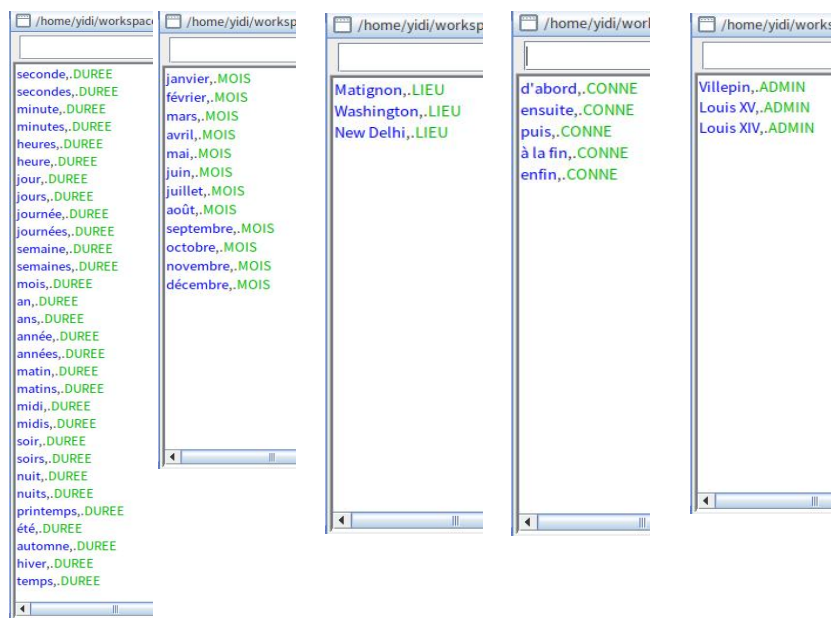 /home/yidi/workspace
seconde,.DUREE
secondes,.DUREE
minute,.DUREE
minutes,.DUREE
heures,.DUREE
heure,.DUREE
jour,.DUREE
jours,.DUREE
journée,.DUREE
journées,.DUREE
semaine,.DUREE
semaines,.DUREE
mois,.DUREE
an,.DUREE
ans,.DUREE
année,.DUREE
années,.DUREE
matin,.DUREE
matins,.DUREE
midi,.DUREE
midis,.DUREE
soir,.DUREE
soirs,.DUREE
nuit,.DUREE
nuits,.DUREE
printemps,.DUREE
été,.DUREE
automne,.DUREE
hiver,.DUREE
temps,.DUREE
/home/yidi/worksp
janvier,.MOIS
février,.MOIS
mars,.MOIS
avril,.MOIS
mai,.MOIS
juin,.MOIS
juillet,.MOIS
août,.MOIS
septembre,.MOIS
octobre,.MOIS
novembre,.MOIS
décembre,.MOIS
/home/yidi/worksp
Matignon,.LIEU
Washington,.LIEU
New Delhi,.LIEU
/home/yidi/work
d'abord,.CONNE
ensuite,.CONNE
puis,.CONNE
à la fin,.CONNE
enfin,.CONNE
/home/yidi/works
Villepin,.ADMIN
Louis XV,.ADMIN
Louis XIV,.ADMIN